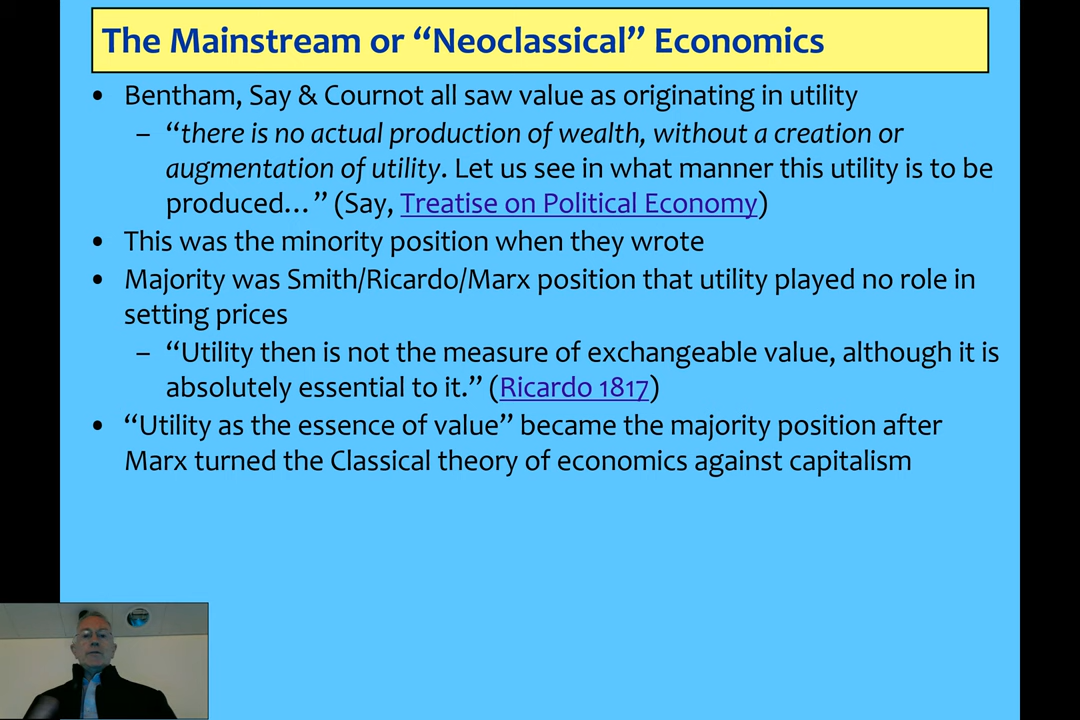 The Mainstream or “Neoclassical” Economics
• Bentham, Say & Cournot all saw value as originating in utility
– “there is no actual production of wealth, without a creation or
augmentation of utility. Let us see in what manner this utility is to be
produced…” (Say, Treatise on Political Economy)
• This was the minority position when they wrote
• Majority was Smith/Ricardo/Marx position that utility played no role in
setting prices
– “Utility then is not the measure of exchangeable value, although it is
absolutely essential to it.” (Ricardo 1817)
• “Utility as the essence of value” became the majority position after
Marx turned the Classical theory of economics against capitalism